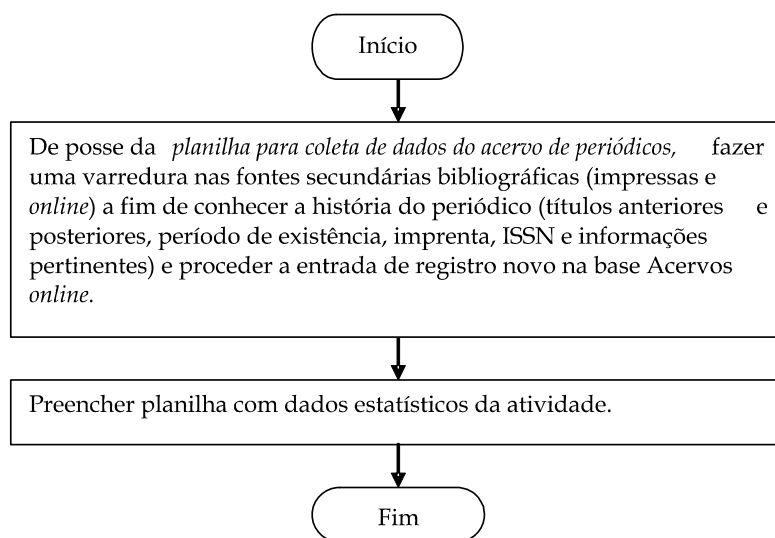 Início
De posse da planilha para coleta de dados do acervo de periódicos, fazer
uma varredura nas fontes secundárias bibliográficas (impressas e
online) a fim de conhecer a história do periódico (títulos anteriores e
posteriores, período de existência, imprenta, ISSN e informações
pertinentes) e proceder a entrada de registro novo na base Acervos
online.
Preencher planilha com dados estatísticos da atividade.
Fim